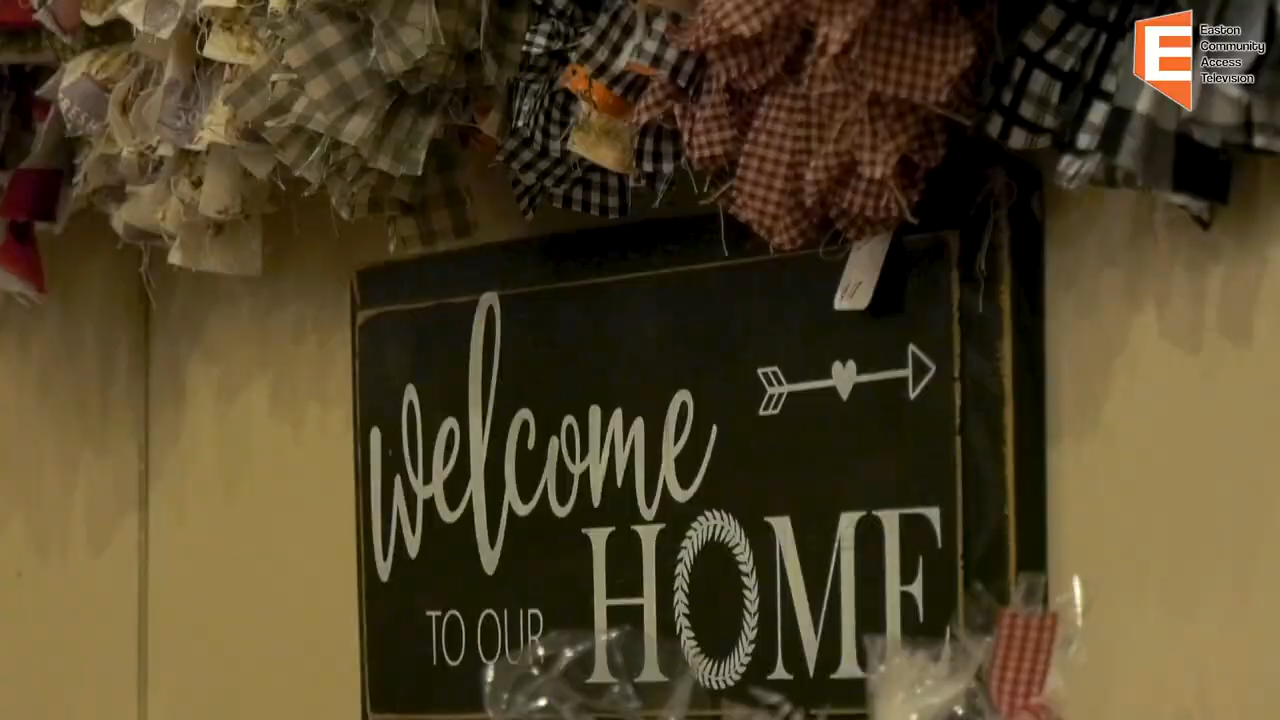 Easton
Community
Access
Television
welcome
TO OUR HOME